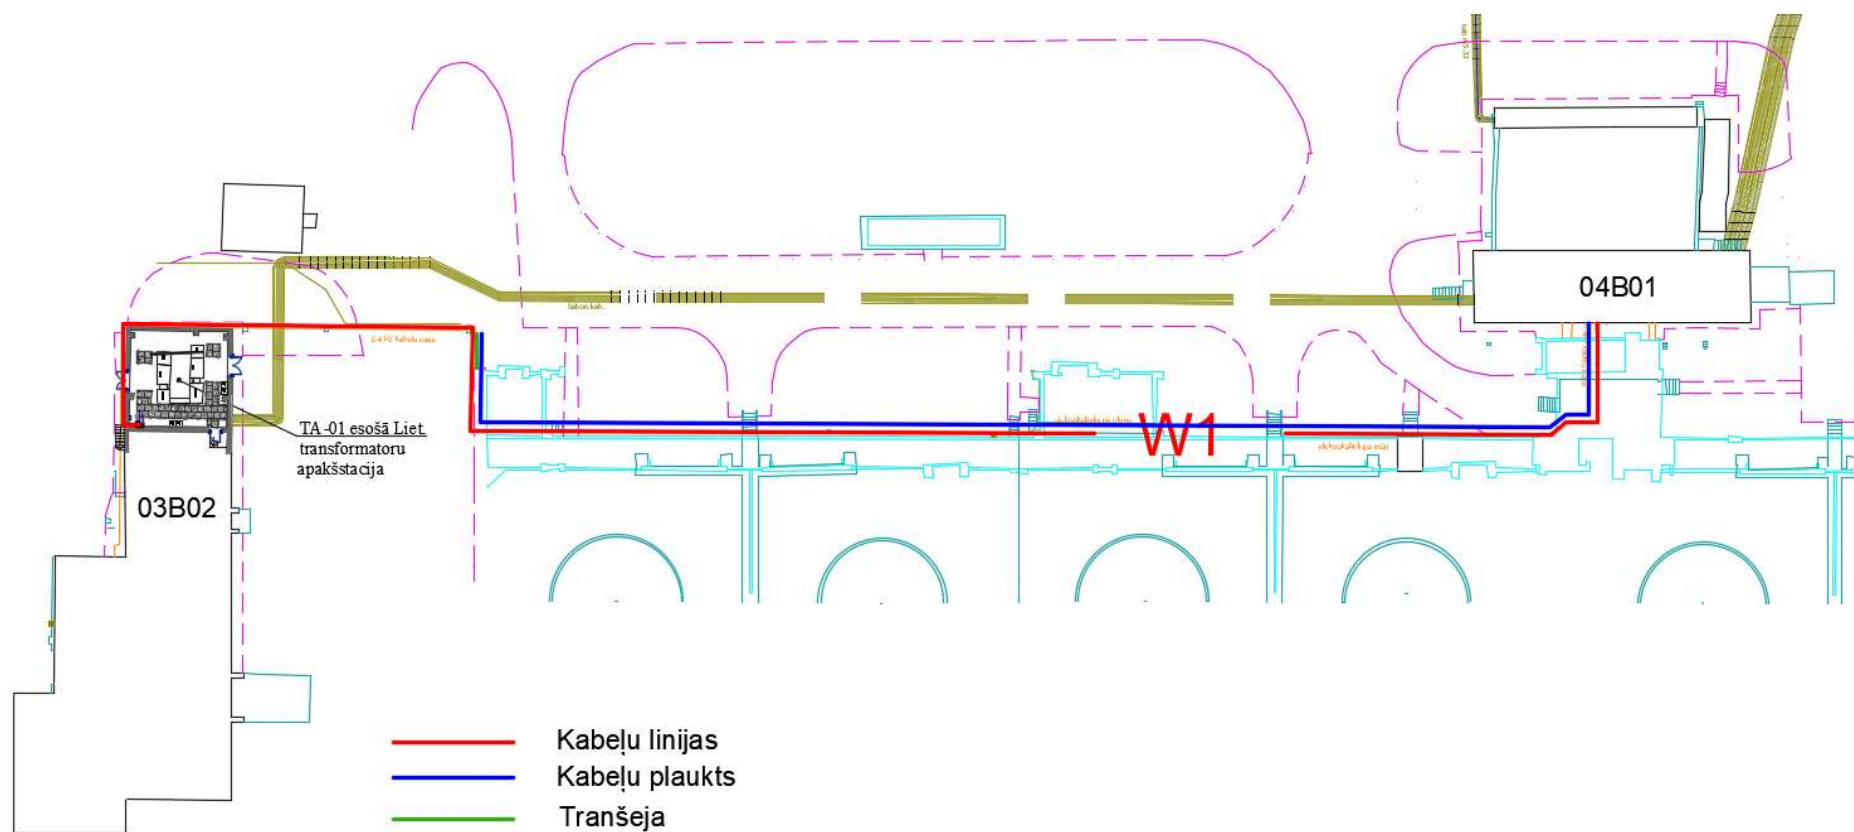 04B01
TA -01 esošā Liet.
transformatoru
apakšstacija
W1
03B02
Kabeļu linijas
Kabeļu plaukts
Tranšeja